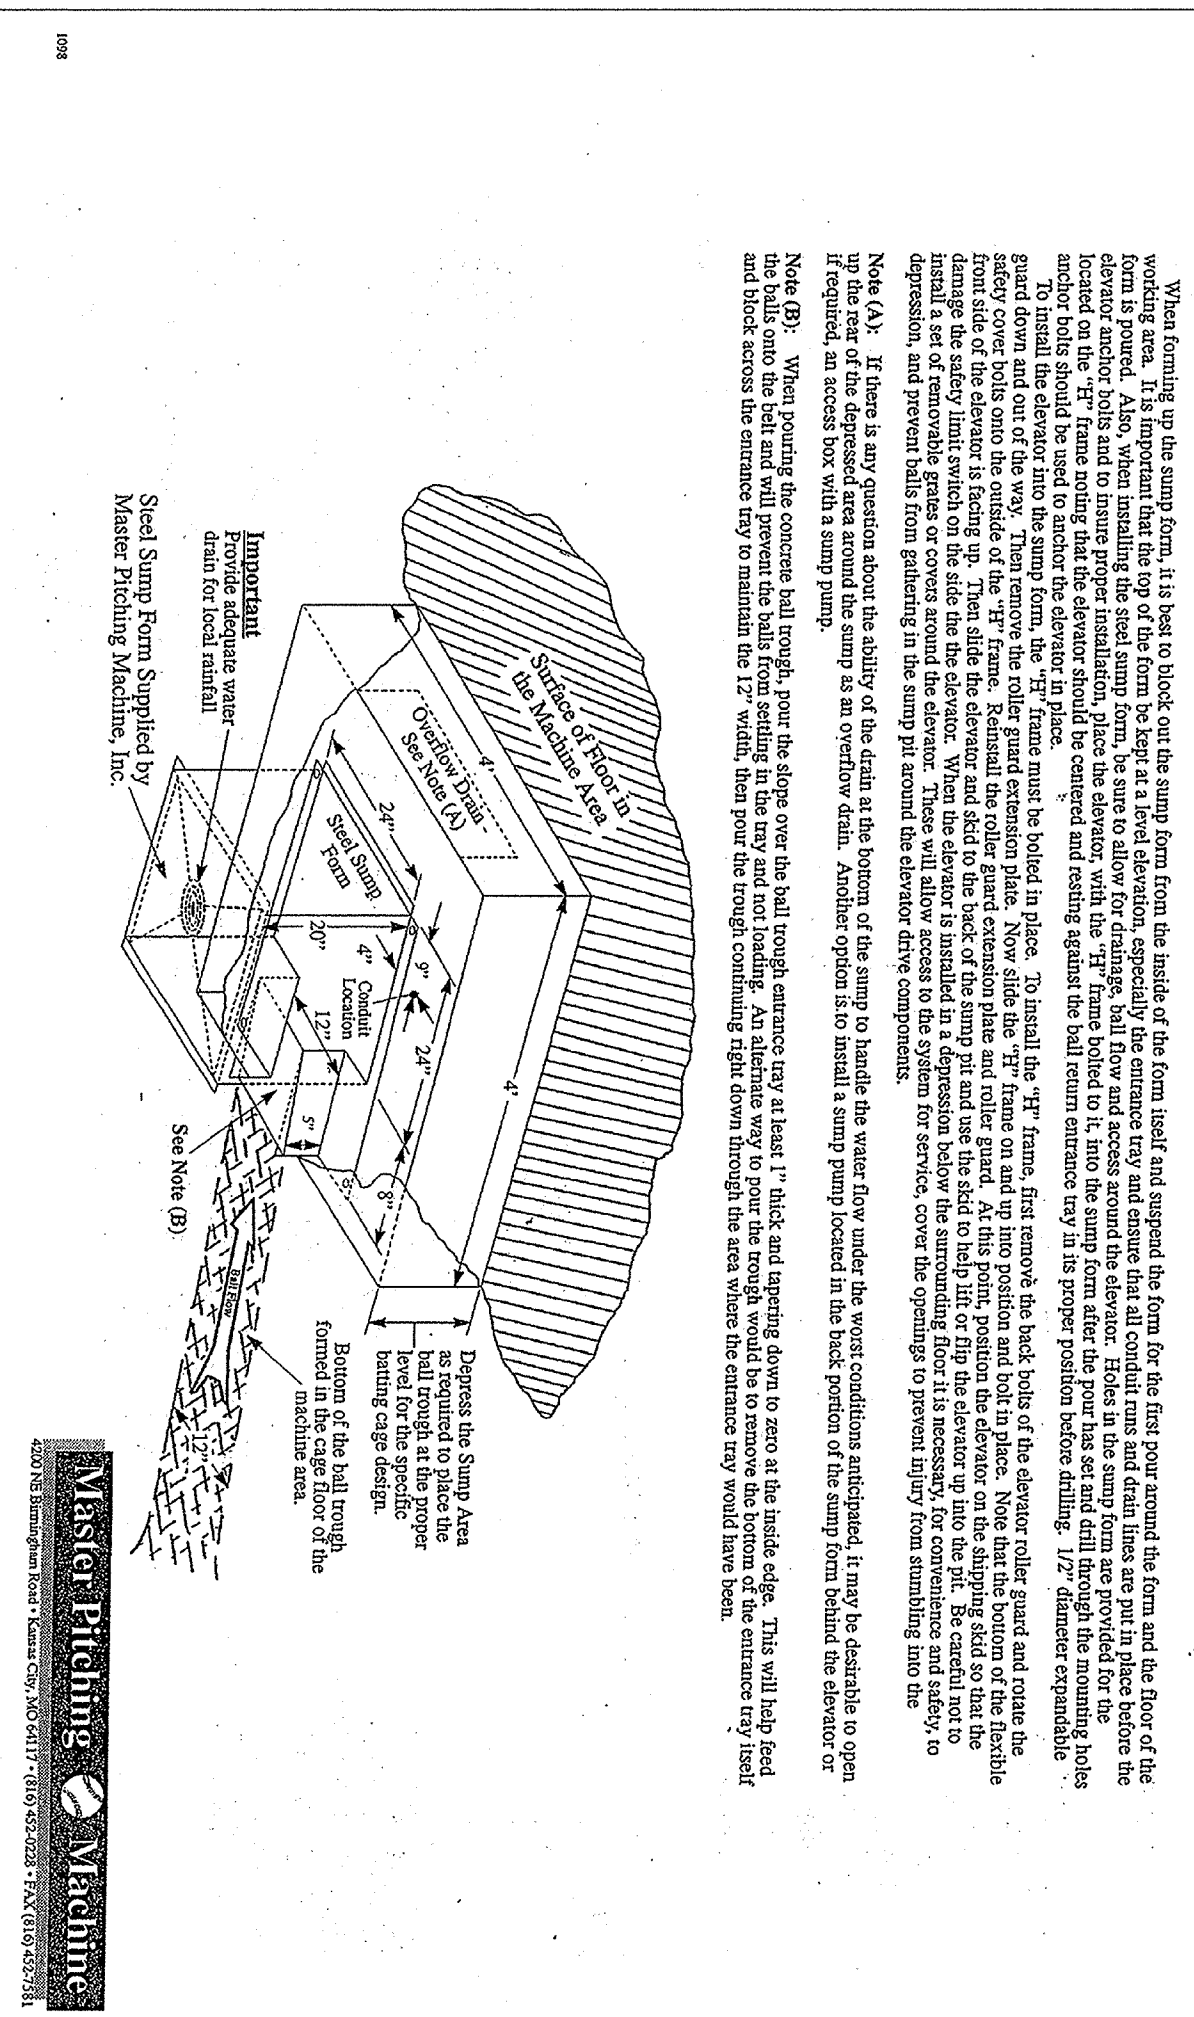 When forming up the sump form, it is best to block out the sump form from the inside of the form itself and suspend the form for the first pour around the form and the floor of the
working area. It is important that the top of the form be kept at a level elevation, especially the entrance tray and ensure that all conduit runs and drain lines are put in place before the
form is poured. Also, when installing the steel sump form, be sure to allow for drainage, ball flow and access around the elevator. Holes in the sump form are provided for the
elevator anchor bolts and to insure proper installation, place the elevator, with the "H" frame bolted to it, into the sump form after the pour has set and drill through the mounting holes
located on the "H" frame noting that the elevator should be centered and resting against the ball return entrance tray in its proper position before drilling. 1/2" diameter expandable
anchor bolts should be used to anchor the elevator in place.
To install the elevator into the sump form, the "H" frame must be bolted in place. To install the "H" frame, first remove the back bolts of the elevator roller guard and rotate the
guard down and out of the way. Then remove the roller guard extension plate. Now slide the "H" frame on and up into position and bolt in place. Note that the bottom of the flexible
safety cover bolts onto the outside of the "H" frame. Reinstall the roller guard extension plate and roller guard. At this point, position the elevator on the shipping skid so that the
front side of the elevator is facing up. Then slide the elevator and skid to the back of the sump pit and use the skid to help lift or flip the elevator up into the pit. Be careful not to
damage the safety limit switch on the side the the elevator. When the elevator is installed in a depression below the surrounding floor it is necessary, for convenience and safety, to
install a set of removable grates or covers around the elevator. These will allow access to the system for service, cover the openings to prevent injury from stumbling into the
depression, and prevent balls from gathering in the sump pit around the elevator drive components.
Note (A): If there is any question about the ability of the drain at the bottom of the sump to handle the water flow under the worst conditions anticipated, it may be desirable to open
up the rear of the depressed area around the sump as an overflow drain. Another option is to install a sump pump located in the back portion of the sump form behind the elevator or
if required, an access box with a sump pump.
Note (B): When pouring the concrete ball trough, pour the slope over the ball trough entrance tray at least 1" thick and tapering down to zero at the inside edge. This will help feed
the balls onto the belt and will prevent the balls from settling in the tray and not loading. An alternate way to pour the trough would be to remove the bottom of the entrance tray itself
and block across the entrance tray to maintain the 12" width, then pour the trough continuing right down through the area where the entrance tray would have been.
Surface of Floor in
the Machine Area
4'
4'
Overflow Drain
See Note (A)
24"
Steel Sump
Form
20"
9"
4"
Conduit
Location
24"
12"
8"
5"
Important
Provide adequate water
drain for local rainfall
Steel Sump Form Supplied by
Master Pitching Machine, Inc.
See Note (B)
Ball Flow
12"
Depress the Sump Area
as required to place the
ball trough at the proper
level for the specific
batting cage design.
Bottom of the ball trough
formed in the cage floor of the
machine area.
Master Pitching Machine
4200 NE Birmingham Road • Kansas City, MO 64117 • (816) 452-0228 • FAX (816) 452-7581
1098